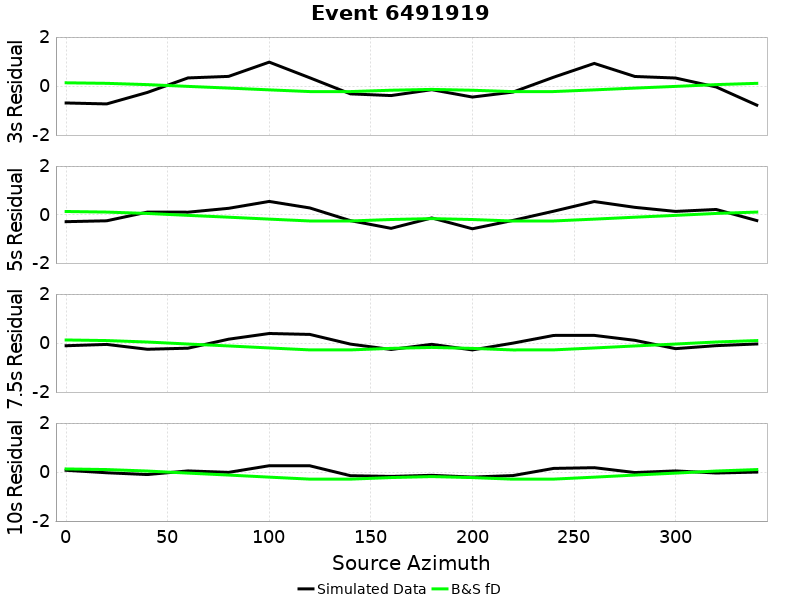 Event 6491919
3s Residual
2
0
-2
5s Residual
2
0
-2
7.5s Residual
2
0
-2
10s Residual
2
0
-2
0 50 100 150 200 250 300
Source Azimuth
Simulated Data B&S fD